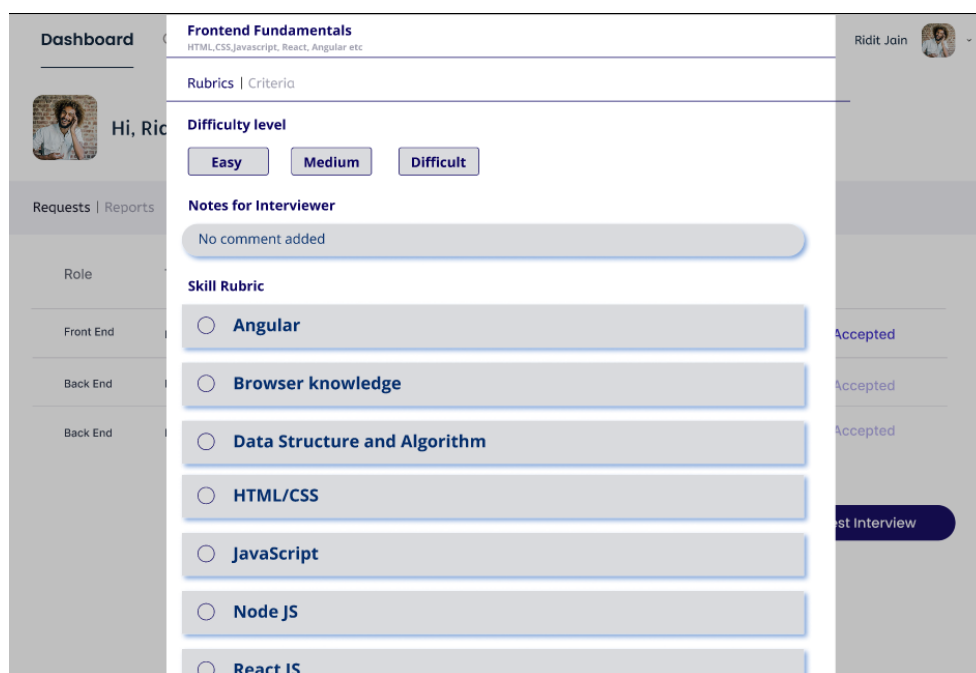 Dashboard
Ridit Jain
Hi, Ric
Requests | Reports
Role
Front End
Accepted
Back End
Accepted
Back End
Accepted
est Interview
Frontend Fundamentals
HTML,CSS,Javascript, React, Angular etc
Rubrics | Criteria
Difficulty level
Easy Medium Difficult
Notes for Interviewer
No comment added
Skill Rubric
Angular
Browser knowledge
Data Structure and Algorithm
HTML/CSS
JavaScript
Node JS
React JS